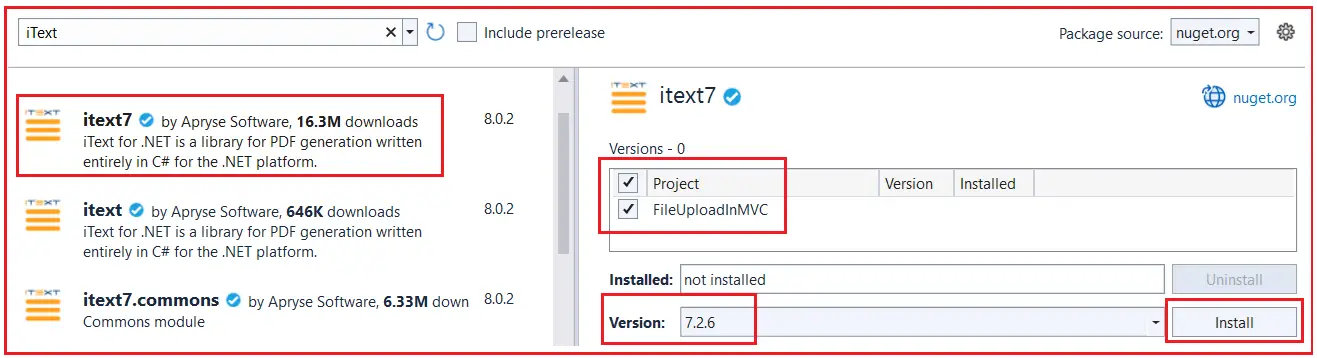 iText
Include prerelease
Package source: nuget.org
iTEXT
itext7 by Apryse Software, 16.3M downloads 8.0.2
iText for .NET is a library for PDF generation written
entirely in C# for the .NET platform.
iTEXT
itext by Apryse Software, 646K downloads 8.0.2
iText for .NET is a library for PDF generation written
entirely in C# for the .NET platform.
iTEXT
itext7.commons by Apryse Software, 6.33M down 8.0.2
Commons module
iTEXT
itext7 nuget.org
Versions - 0
Project Version Installed
FileUploadInMVC
Installed: not installed Uninstall
Version: 7.2.6 Install